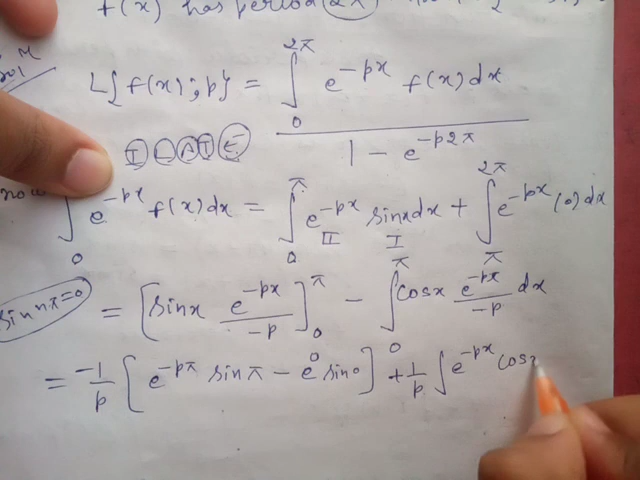 f(x) has period (2π)
L{f(x);p} = ∫₀^{2π} e^{-px} f(x) dx
I L A T E
1 - e^{-p2π}
now ∫₀ e^{-px} f(x) dx = ∫₀^π e^{-px} sinx dx + ∫_π^{2π} e^{-px} (0) dx
II I
sin nπ=0 = [sinx e^{-px}/-p]₀^π - ∫₀^π cosx e^{-px}/-p dx
= -1/p [e^{-pπ} sinπ - e^0 sin0] + 1/p ∫ e^{-px} cos